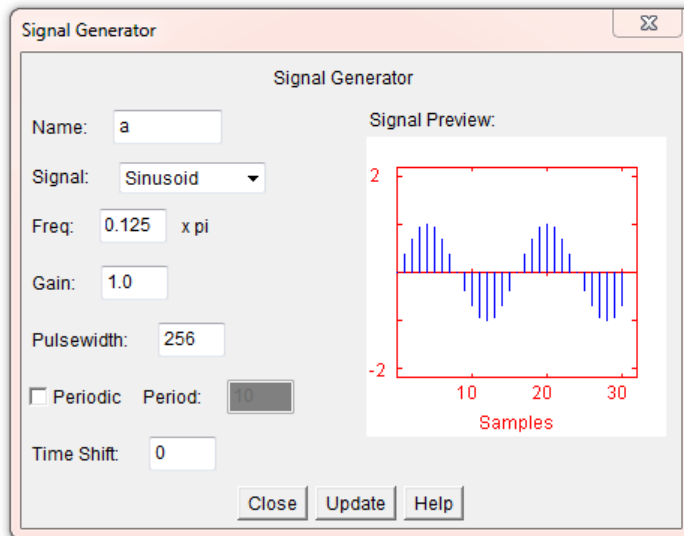 Signal Generator
Signal Generator
Name: a
Signal: Sinusoid
Freq: 0.125 x pi
Gain: 1.0
Pulsewidth: 256
Periodic Period: 10
Time Shift: 0
Signal Preview:
2
-2
10 20 30
Samples
Close Update Help